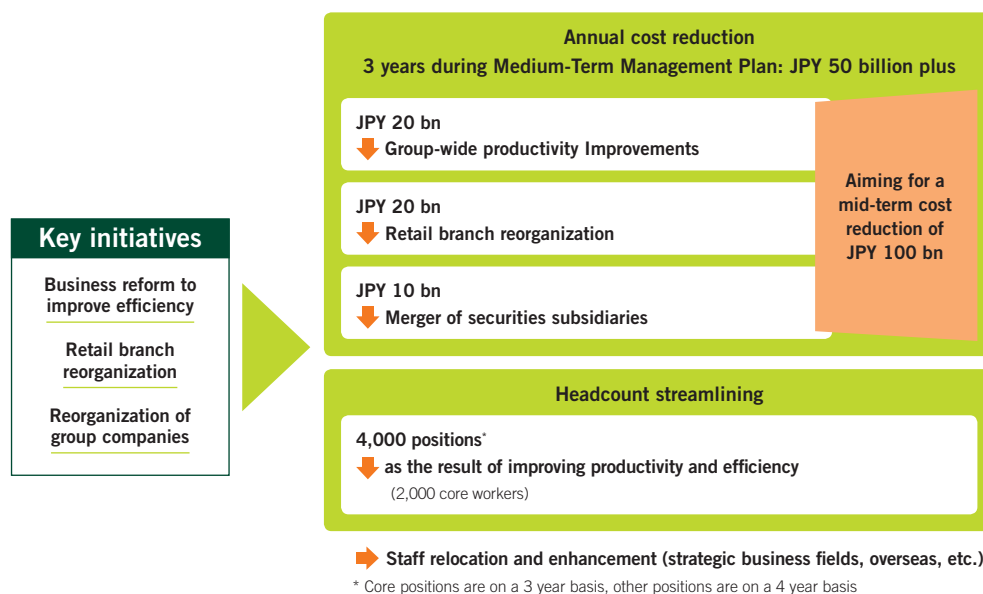 Key initiatives
Business reform to
improve efficiency
Retail branch
reorganization
Reorganization of
group companies
Annual cost reduction
3 years during Medium-Term Management Plan: JPY 50 billion plus
JPY 20 bn
Group-wide productivity Improvements
JPY 20 bn
Retail branch reorganization
JPY 10 bn
Merger of securities subsidiaries
Aiming for a
mid-term cost
reduction of
JPY 100 bn
Headcount streamlining
4,000 positions*
as the result of improving productivity and efficiency
(2,000 core workers)
Staff relocation and enhancement (strategic business fields, overseas, etc.)
* Core positions are on a 3 year basis, other positions are on a 4 year basis